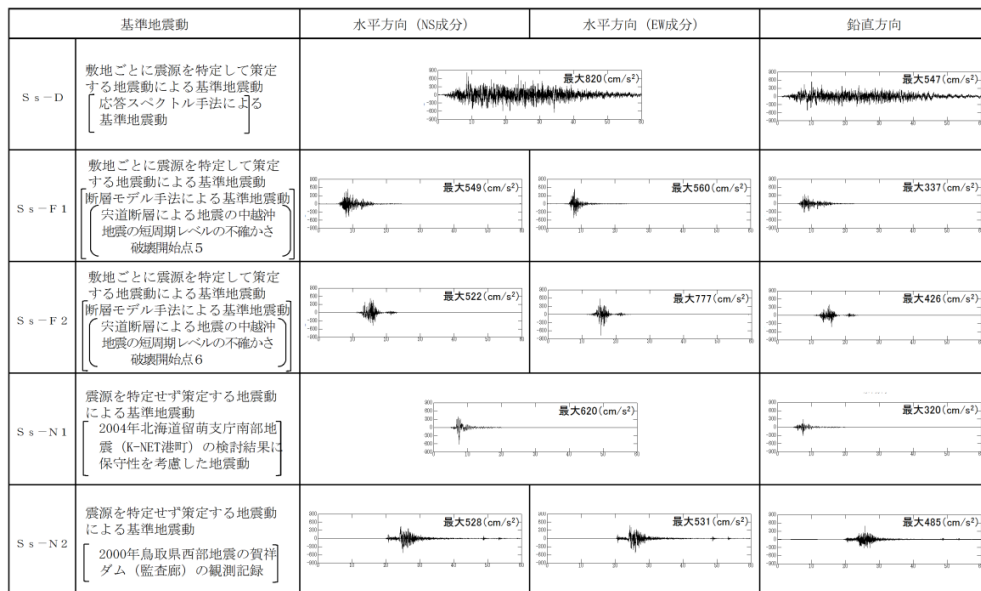 基準地震動
水平方向（NS成分）
水平方向（EW成分）
鉛直方向
Ｓｓ－Ｄ
敷地ごとに震源を特定して策定
する地震動による基準地震動
応答スペクトル手法による
基準地震動
最大820(cm/s²)
最大547(cm/s²)
Ｓｓ－Ｆ１
敷地ごとに震源を特定して策定
する地震動による基準地震動
断層モデル手法による基準地震動
宍道断層による地震の中越沖
地震の短周期レベルの不確かさ
破壊開始点５
最大549(cm/s²)
最大560(cm/s²)
最大337(cm/s²)
Ｓｓ－Ｆ２
敷地ごとに震源を特定して策定
する地震動による基準地震動
断層モデル手法による基準地震動
宍道断層による地震の中越沖
地震の短周期レベルの不確かさ
破壊開始点６
最大522(cm/s²)
最大777(cm/s²)
最大426(cm/s²)
Ｓｓ－Ｎ１
震源を特定せず策定する地震動
による基準地震動
2004年北海道留萌支庁南部地
震（K-NET港町）の検討結果に
保守性を考慮した地震動
最大620(cm/s²)
最大320(cm/s²)
Ｓｓ－Ｎ２
震源を特定せず策定する地震動
による基準地震動
2000年鳥取県西部地震の賀祥
ダム（監査廊）の観測記録
最大528(cm/s²)
最大531(cm/s²)
最大485(cm/s²)